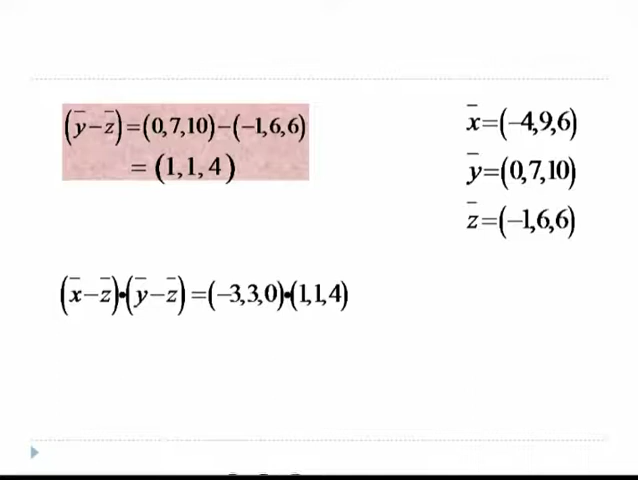 (y̅−z̅)=(0,7,10)−(−1,6,6)
= (1,1,4)
x̅=(−4,9,6)
y̅=(0,7,10)
z̅=(−1,6,6)
(x̅−z̅)•(y̅−z̅)=(−3,3,0)•(1,1,4)